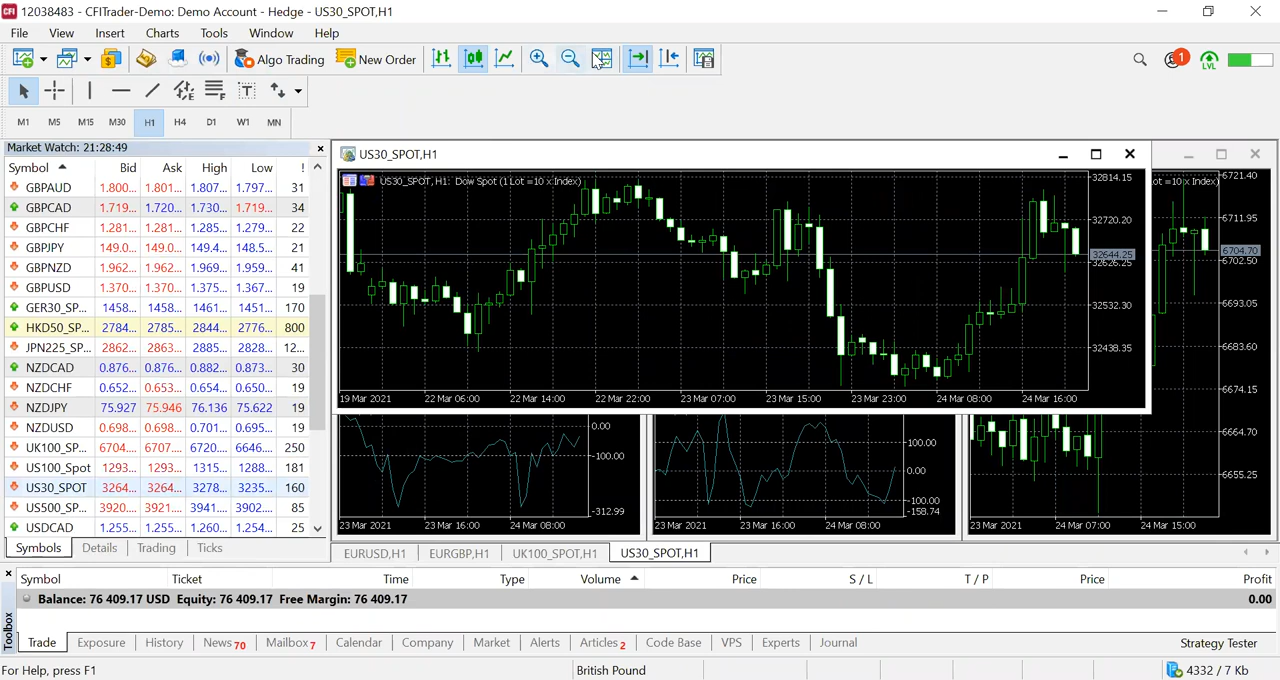 12038483 - CFITrader-Demo: Demo Account - Hedge - US30_SPOT,H1
File View Insert Charts Tools Window Help
Algo Trading New Order 1 LVL
M1 M5 M15 M30 H1 H4 D1 W1 MN
Market Watch: 21:28:49
Symbol Bid Ask High Low !
GBPAUD 1.800... 1.801... 1.807... 1.797... 31
GBPCAD 1.719... 1.720... 1.730... 1.719... 34
GBPCHF 1.281... 1.281... 1.285... 1.279... 22
GBPJPY 149.0... 149.0... 149.4... 148.5... 21
GBPNZD 1.962... 1.962... 1.969... 1.959... 41
GBPUSD 1.370... 1.370... 1.375... 1.367... 19
GER30_SP... 1458... 1458... 1461... 1451... 170
HKD50_SP... 2784... 2785... 2844... 2776... 800
JPN225_SP... 2862... 2863... 2885... 2828... 12...
NZDCAD 0.876... 0.876... 0.882... 0.873... 30
NZDCHF 0.652... 0.653... 0.654... 0.650... 19
NZDJPY 75.927 75.946 76.136 75.622 19
NZDUSD 0.698... 0.698... 0.701... 0.695... 19
UK100_SP... 6704... 6707... 6720... 6646... 250
US100_Spot 1293... 1293... 1315... 1288... 181
US30_SPOT 3264... 3264... 3278... 3235... 160
US500_SP... 3920... 3921... 3941... 3902... 85
USDCAD 1.255... 1.255... 1.260... 1.254... 25
Symbols Details Trading Ticks
US30_SPOT,H1
US30_SPOT, H1: Dow Spot (1 Lot =10 x Index)
32814.15
32720.20
32644.25
32626.25
32532.30
32438.35
19 Mar 2021 22 Mar 06:00 22 Mar 14:00 22 Mar 22:00 23 Mar 07:00 23 Mar 15:00 23 Mar 23:00 24 Mar 08:00 24 Mar 16:00
ot =10 x Index)
6721.40
6711.95
6704.70
6702.50
6693.05
6683.60
6674.15
6664.70
6655.25
0.00
-100.00
-312.99
23 Mar 2021 23 Mar 16:00 24 Mar 08:00
100.00
0.00
-100.00
-158.74
23 Mar 2021 23 Mar 16:00 24 Mar 08:00
23 Mar 2021 24 Mar 07:00 24 Mar 15:00
EURUSD,H1 EURGBP,H1 UK100_SPOT,H1 US30_SPOT,H1
Toolbox
Symbol Ticket Time Type Volume Price S / L T / P Price Profit
Balance: 76 409.17 USD Equity: 76 409.17 Free Margin: 76 409.17 0.00
Trade Exposure History News 70 Mailbox 7 Calendar Company Market Alerts Articles 2 Code Base VPS Experts Journal Strategy Tester
For Help, press F1 British Pound 4332 / 7 Kb